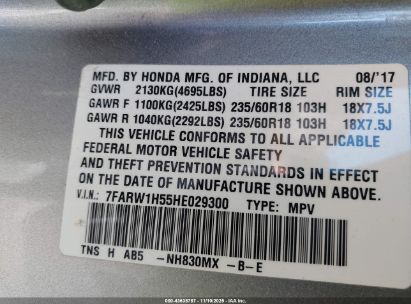 MFD. BY HONDA MFG. OF INDIANA, LLC 08/'17
GVWR 2130KG(4695LBS) TIRE SIZE RIM SIZE
GAWR F 1100KG(2425LBS) 235/60R18 103H 18X7.5J
GAWR R 1040KG(2292LBS) 235/60R18 103H 18X7.5J
THIS VEHICLE CONFORMS TO ALL APPLICABLE
FEDERAL MOTOR VEHICLE SAFETY
AND THEFT PREVENTION STANDARDS IN EFFECT
ON THE DATE OF MANUFACTURE SHOWN ABOVE.
V.I.N.: 7FARW1H55HE029300 TYPE: MPV
TNS H A85 -NH830MX -B-E